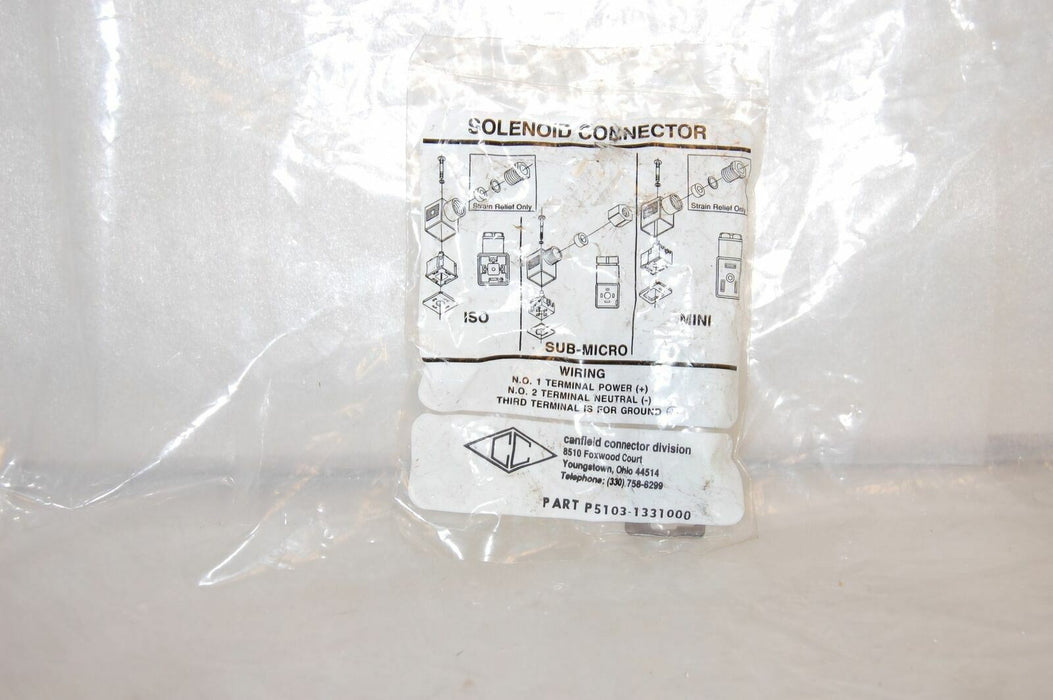 SOLENOID CONNECTOR
Strain Relief Only
Strain Relief Only
ISO
SUB-MICRO
MINI
WIRING
N.O. 1 TERMINAL POWER (+)
N.O. 2 TERMINAL NEUTRAL (-)
THIRD TERMINAL IS FOR GROUND
CC
canfield connector division
8510 Foxwood Court
Youngstown, Ohio 44514
Telephone: (330) 758-8299
PART P5103-1331000